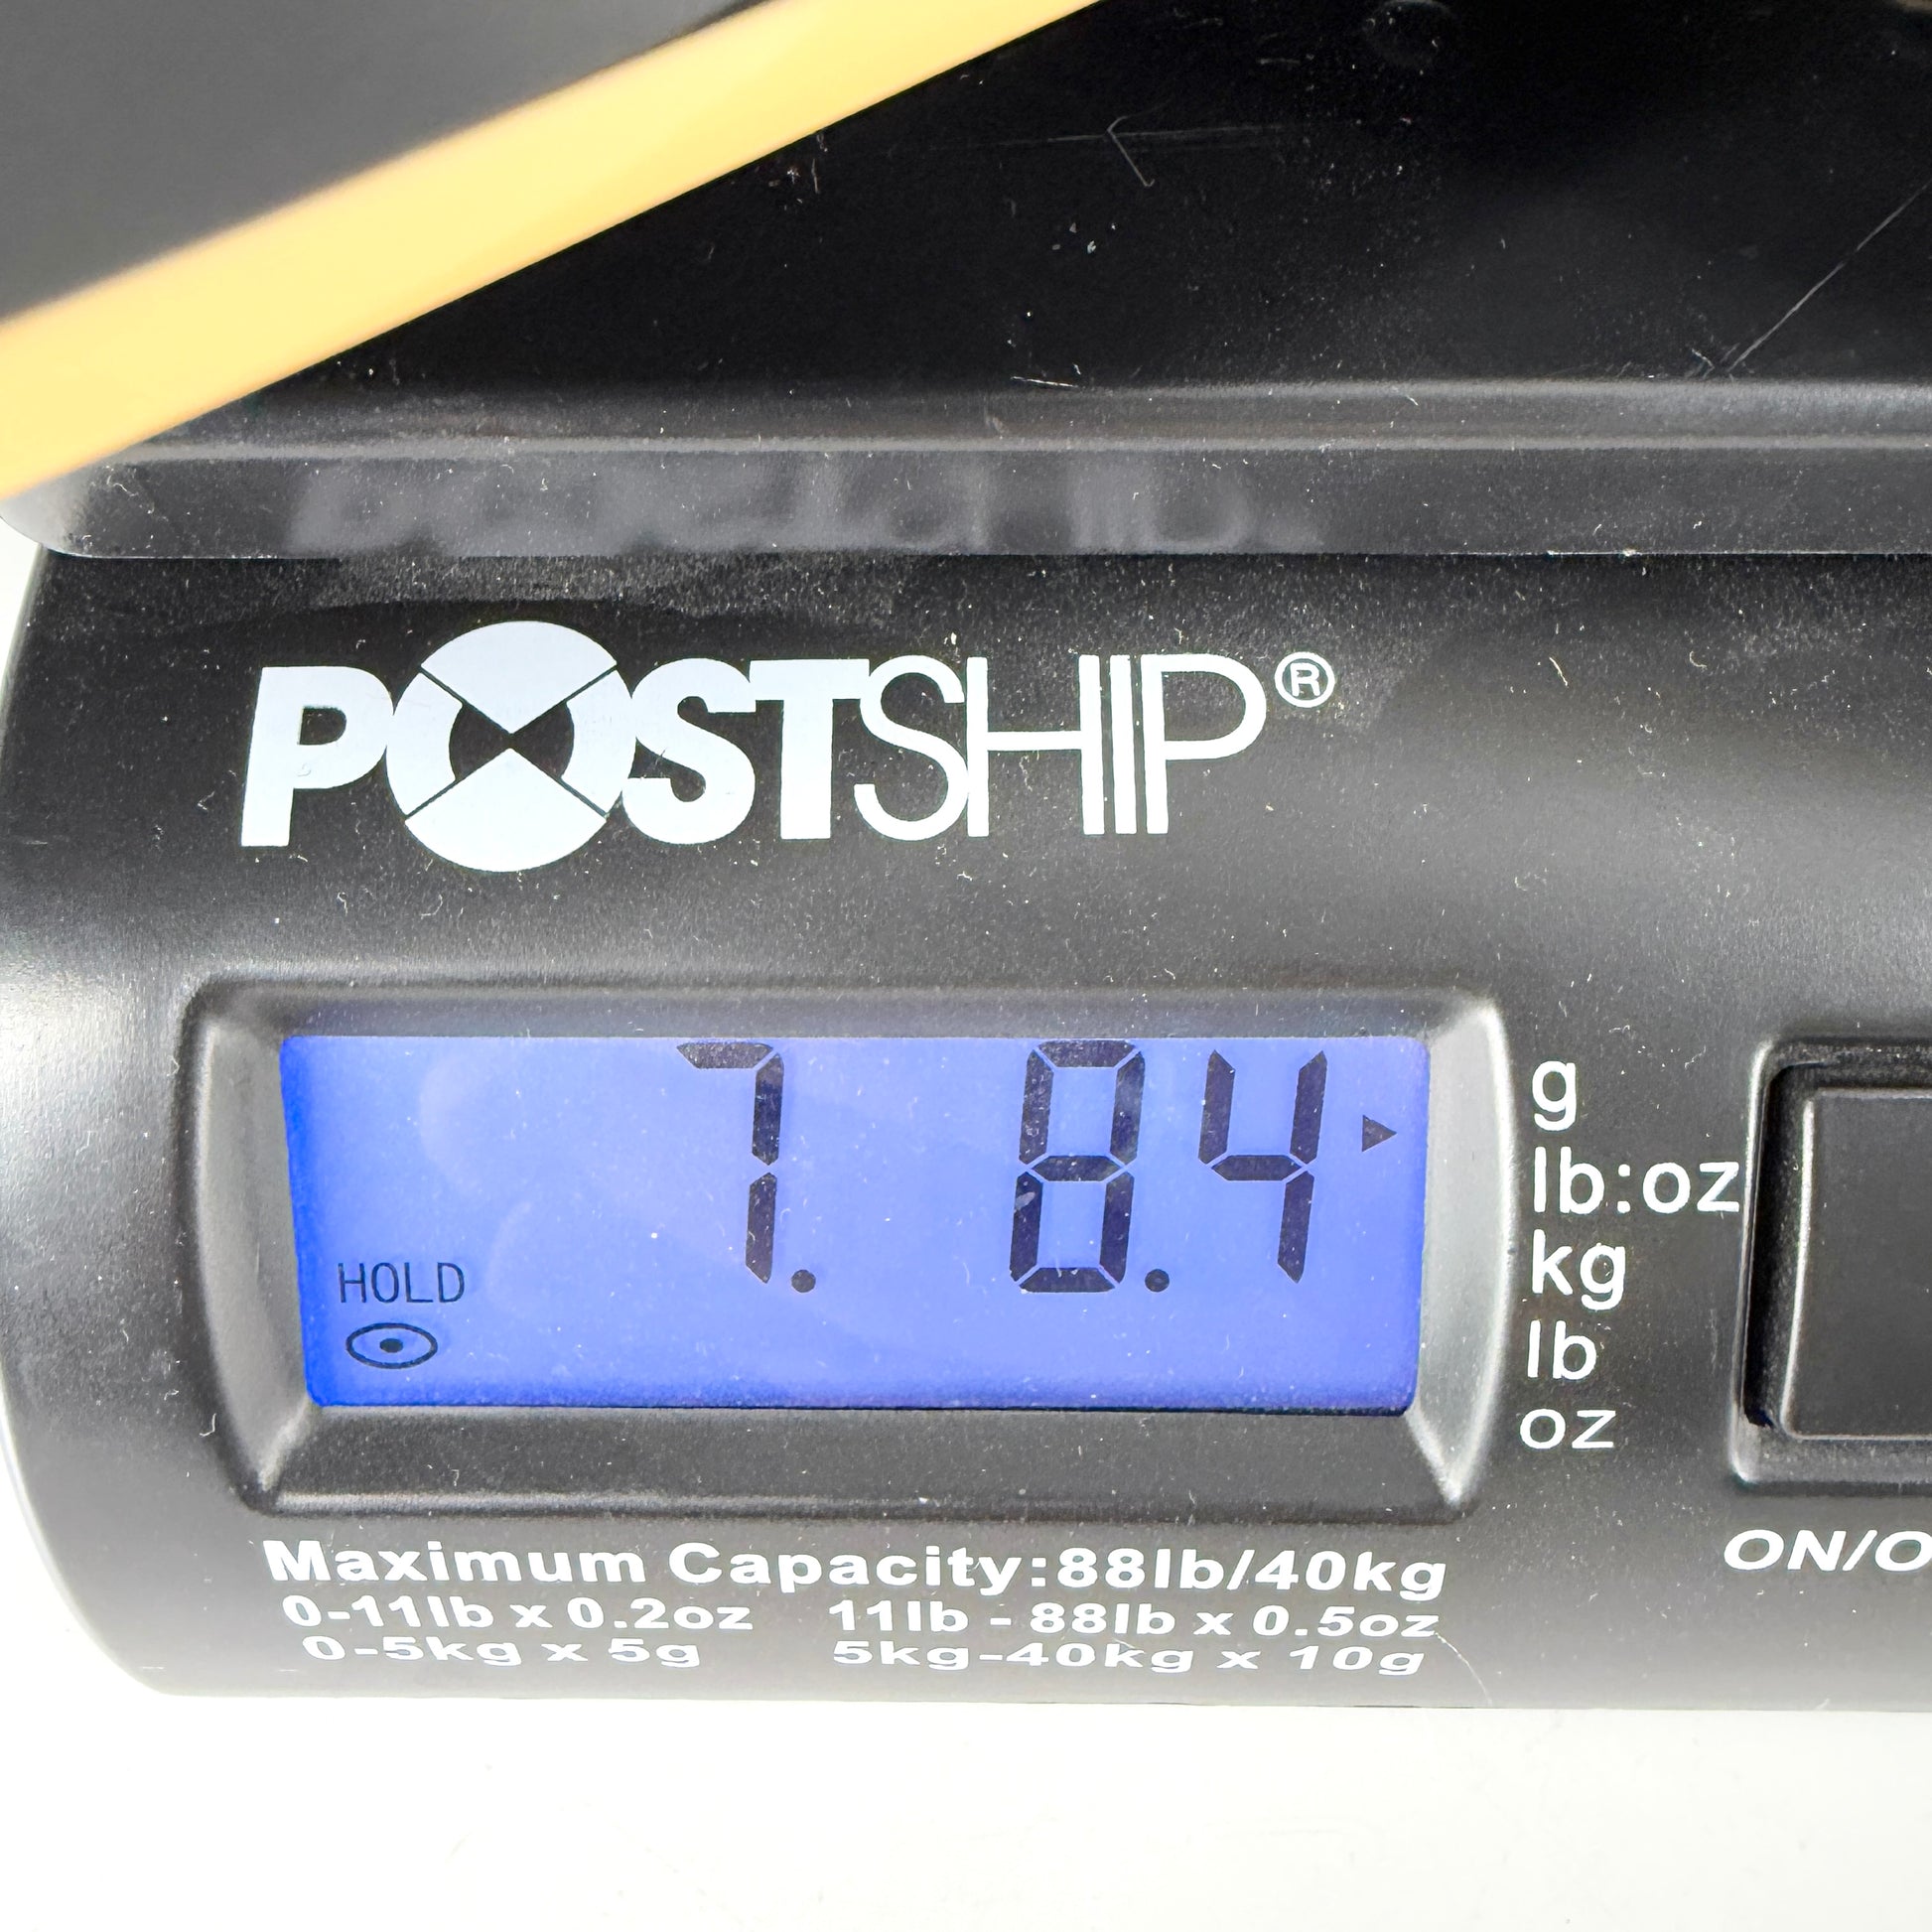 POSTSHIP®
7. 8.4
g
lb:oz
kg
lb
oz
HOLD
ON/O
Maximum Capacity:88lb/40kg
0-11lb x 0.2oz 11lb - 88lb x 0.5oz
0-5kg x 5g 5kg-40kg x 10g